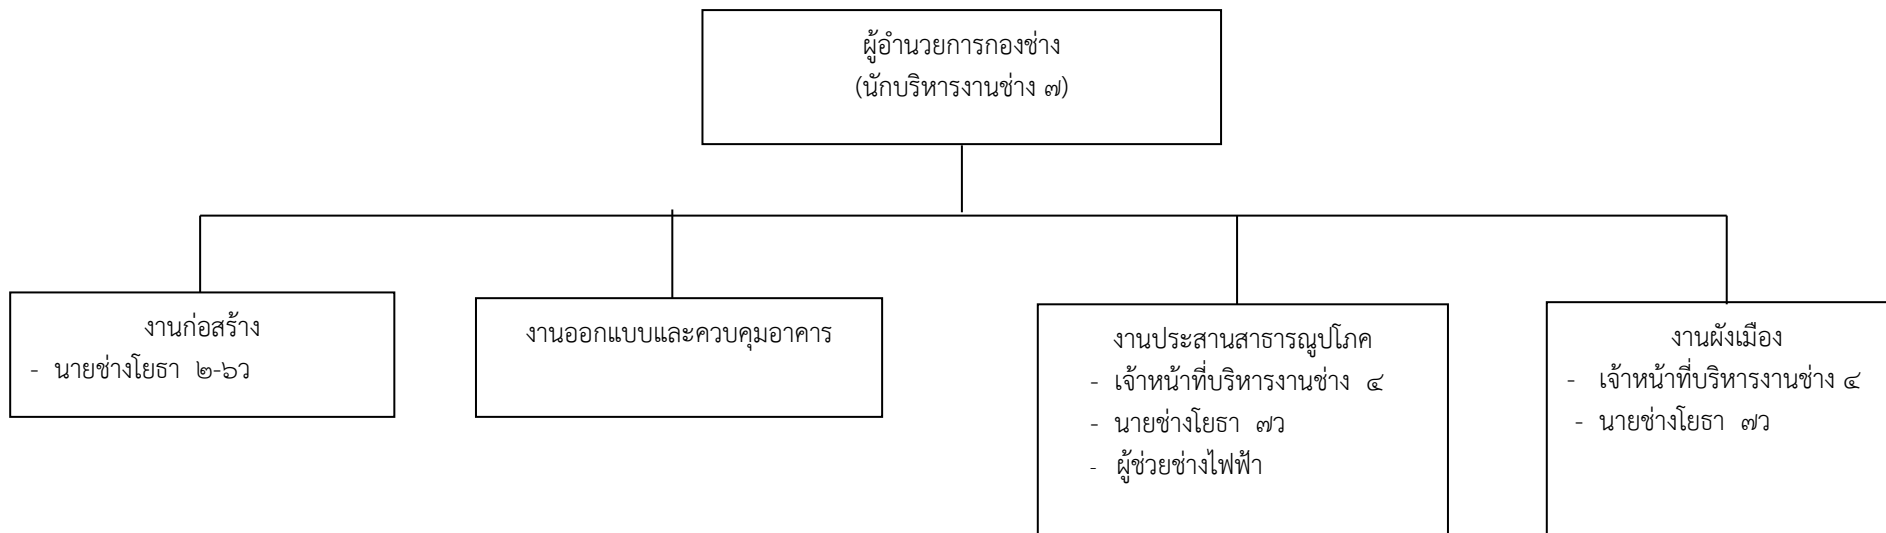 ผู้อำนวยการกองช่าง
(นักบริหารงานช่าง ๗)
งานก่อสร้าง
- นายช่างโยธา ๒-๖ว
งานออกแบบและควบคุมอาคาร
งานประสานสาธารณูปโภค
- เจ้าหน้าที่บริหารงานช่าง ๔
- นายช่างโยธา ๗ว
- ผู้ช่วยช่างไฟฟ้า
งานผังเมือง
- เจ้าหน้าที่บริหารงานช่าง ๔
- นายช่างโยธา ๗ว